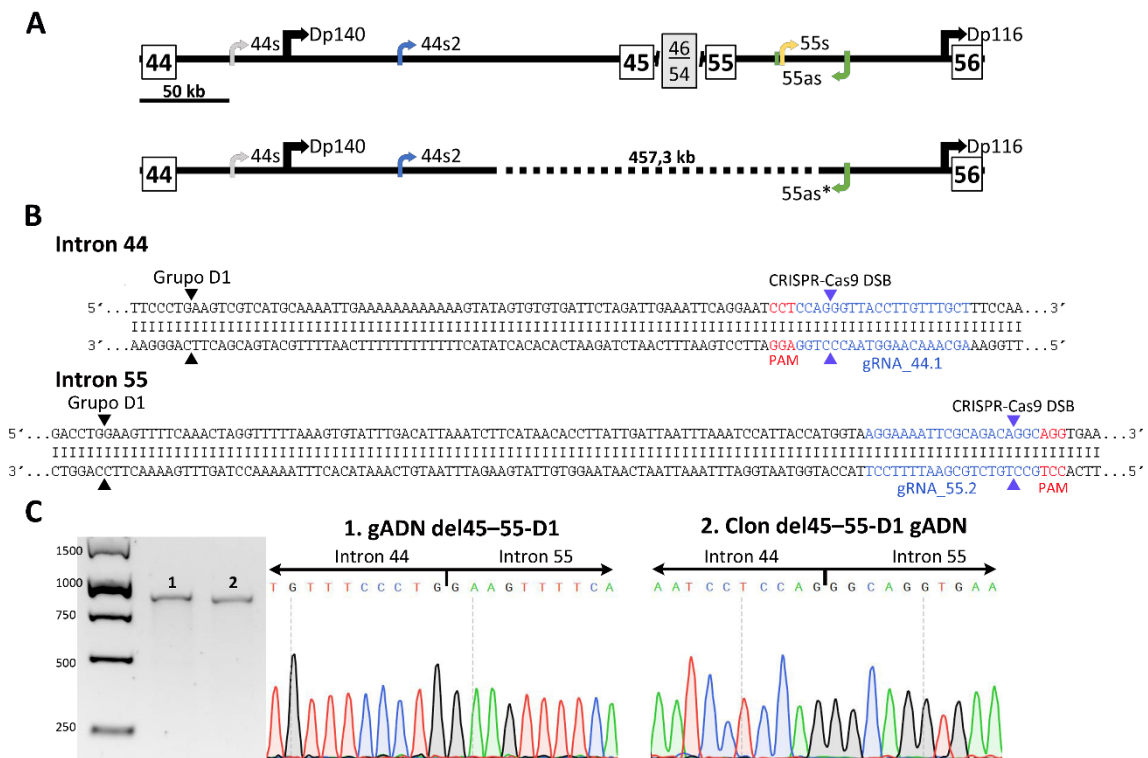 A
44 44s Dp140 44s2 45 46 54 55 55s 55as Dp116 56
50 kb
44 44s Dp140 44s2 457,3 kb 55as* Dp116 56
B
Intron 44
Grupo D1 CRISPR-Cas9 DSB
5´...TTCCCTGAAGTCGTCATGCAAAATTGAAAAAAAAAAAAAGTATAGTGTGTGATTCTAGATTGAAATTCAGGAATCCTCCAGGGTTACCTTGTTTGCTTTCCAA...3´
3´...AAGGGACTTCAGCAGTACGTTTTAACTTTTTTTTTTTTTCATATCACACACTAAGATCTAACTTTAAGTCCTTAGGAGGTCCCAATGGAACAAACGAAAGGTT...5´
PAM gRNA_44.1
Intron 55
Grupo D1 CRISPR-Cas9 DSB
5´...GACCTGGAAGTTTTCAAACTAGGTTTTTAAGTGTATTTGACATTAAATCTTCATAACACCTTATTGATTAATTTAAATCCATTACCATGGTAAGGAAAATTCGCAGACAGGCAGGTGAA...3´
3´...CTGGACCTTCAAAAGTTTGATCCAAAAATTCACATAAACTGTAATTTAGAAGTATTGTGGAATAACTAATTAAATTTAGGTAATGGTACCATTCCTTTTAAGCGTCTGTCCGTCCACTT...5´
gRNA_55.2 PAM
C
1500
1000
750
500
250
1 2
1. gADN del45–55-D1
Intron 44 Intron 55
T G T T T C C C T G G A A G T T T T C A
2. Clon del45–55-D1 gADN
Intron 44 Intron 55
A A T C C T C C A G G G C A G G T G A A